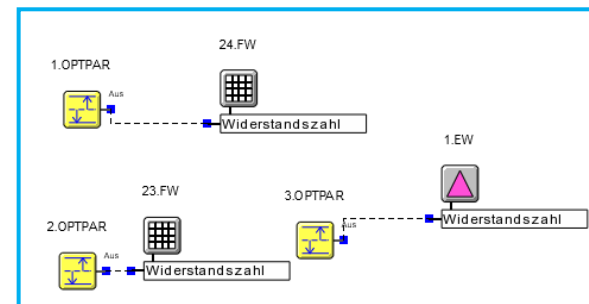 24.FW
1.OPTPAR
Aus
Widerstandszahl
1.EW
23.FW
3.OPTPAR
2.OPTPAR
Aus
Widerstandszahl
Aus
Widerstandszahl